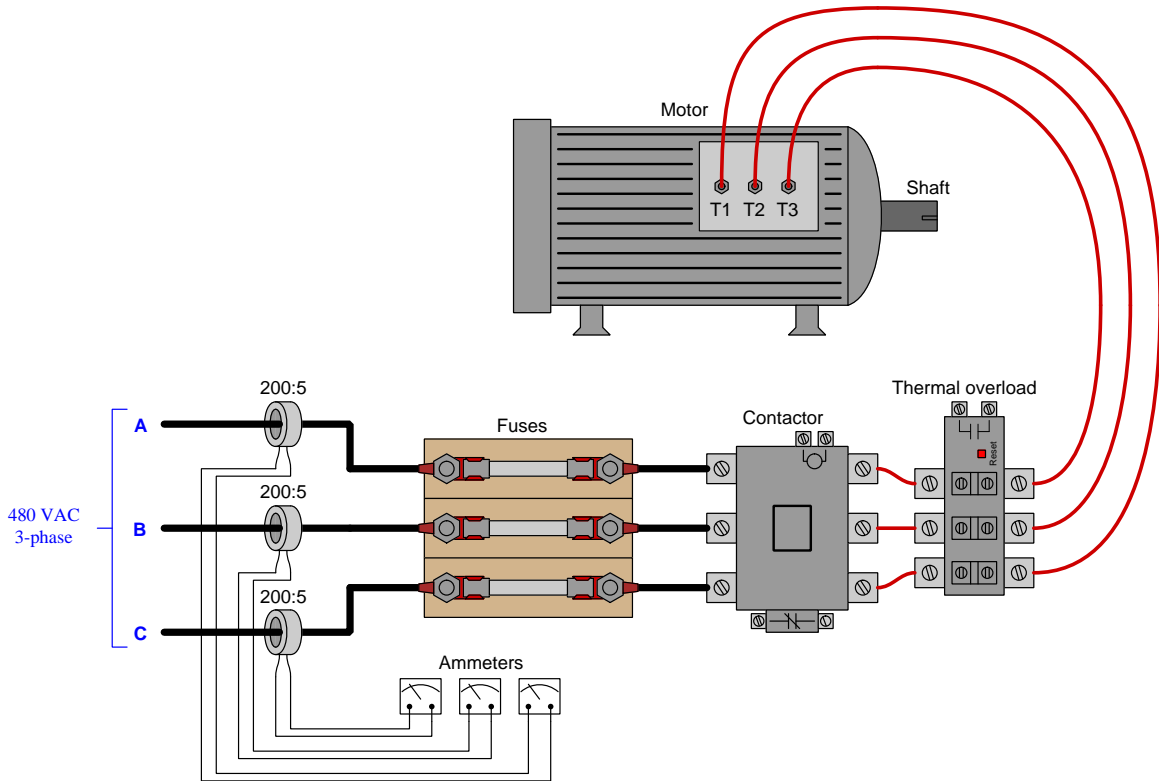 Motor
Shaft
T1 T2 T3
200:5
Thermal overload
A
Fuses
Contactor
Reset
480 VAC
3-phase
200:5
B
200:5
C
Ammeters